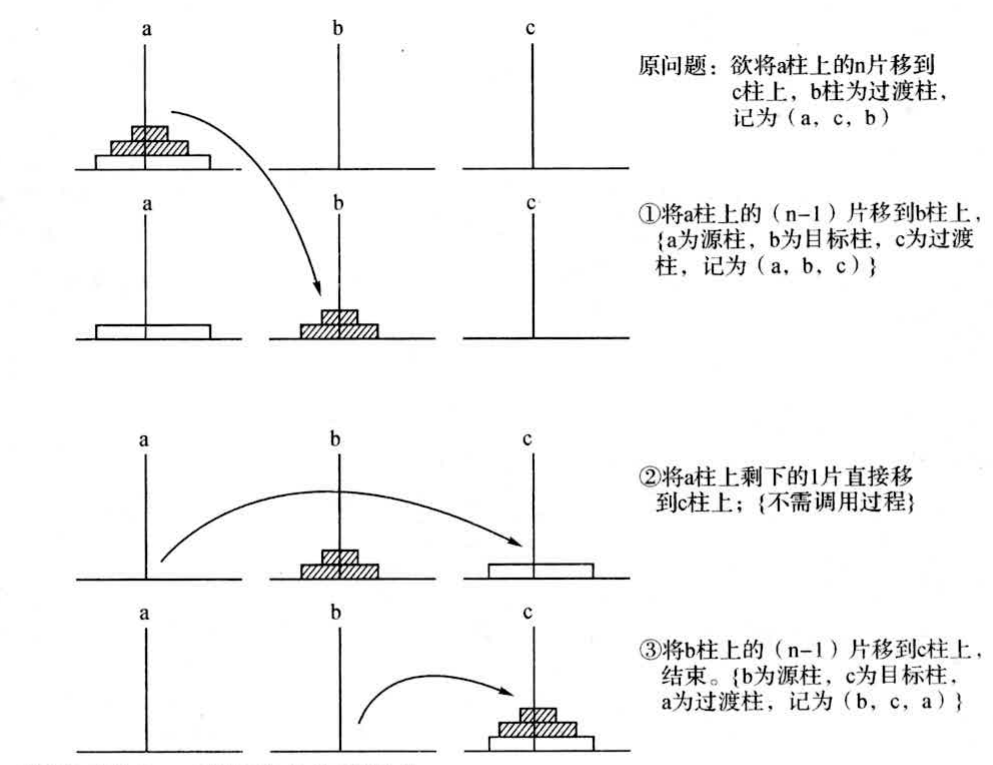 a b c
原问题：欲将a柱上的n片移到
c柱上，b柱为过渡柱，
记为（a，c，b）
a b c
①将a柱上的（n-1）片移到b柱上，
{a为源柱，b为目标柱，c为过渡
柱，记为（a，b，c）}
a b c
②将a柱上剩下的1片直接移
到c柱上；{不需调用过程}
a b c
③将b柱上的（n-1）片移到c柱上，
结束。{b为源柱，c为目标柱，
a为过渡柱，记为（b，c，a）}